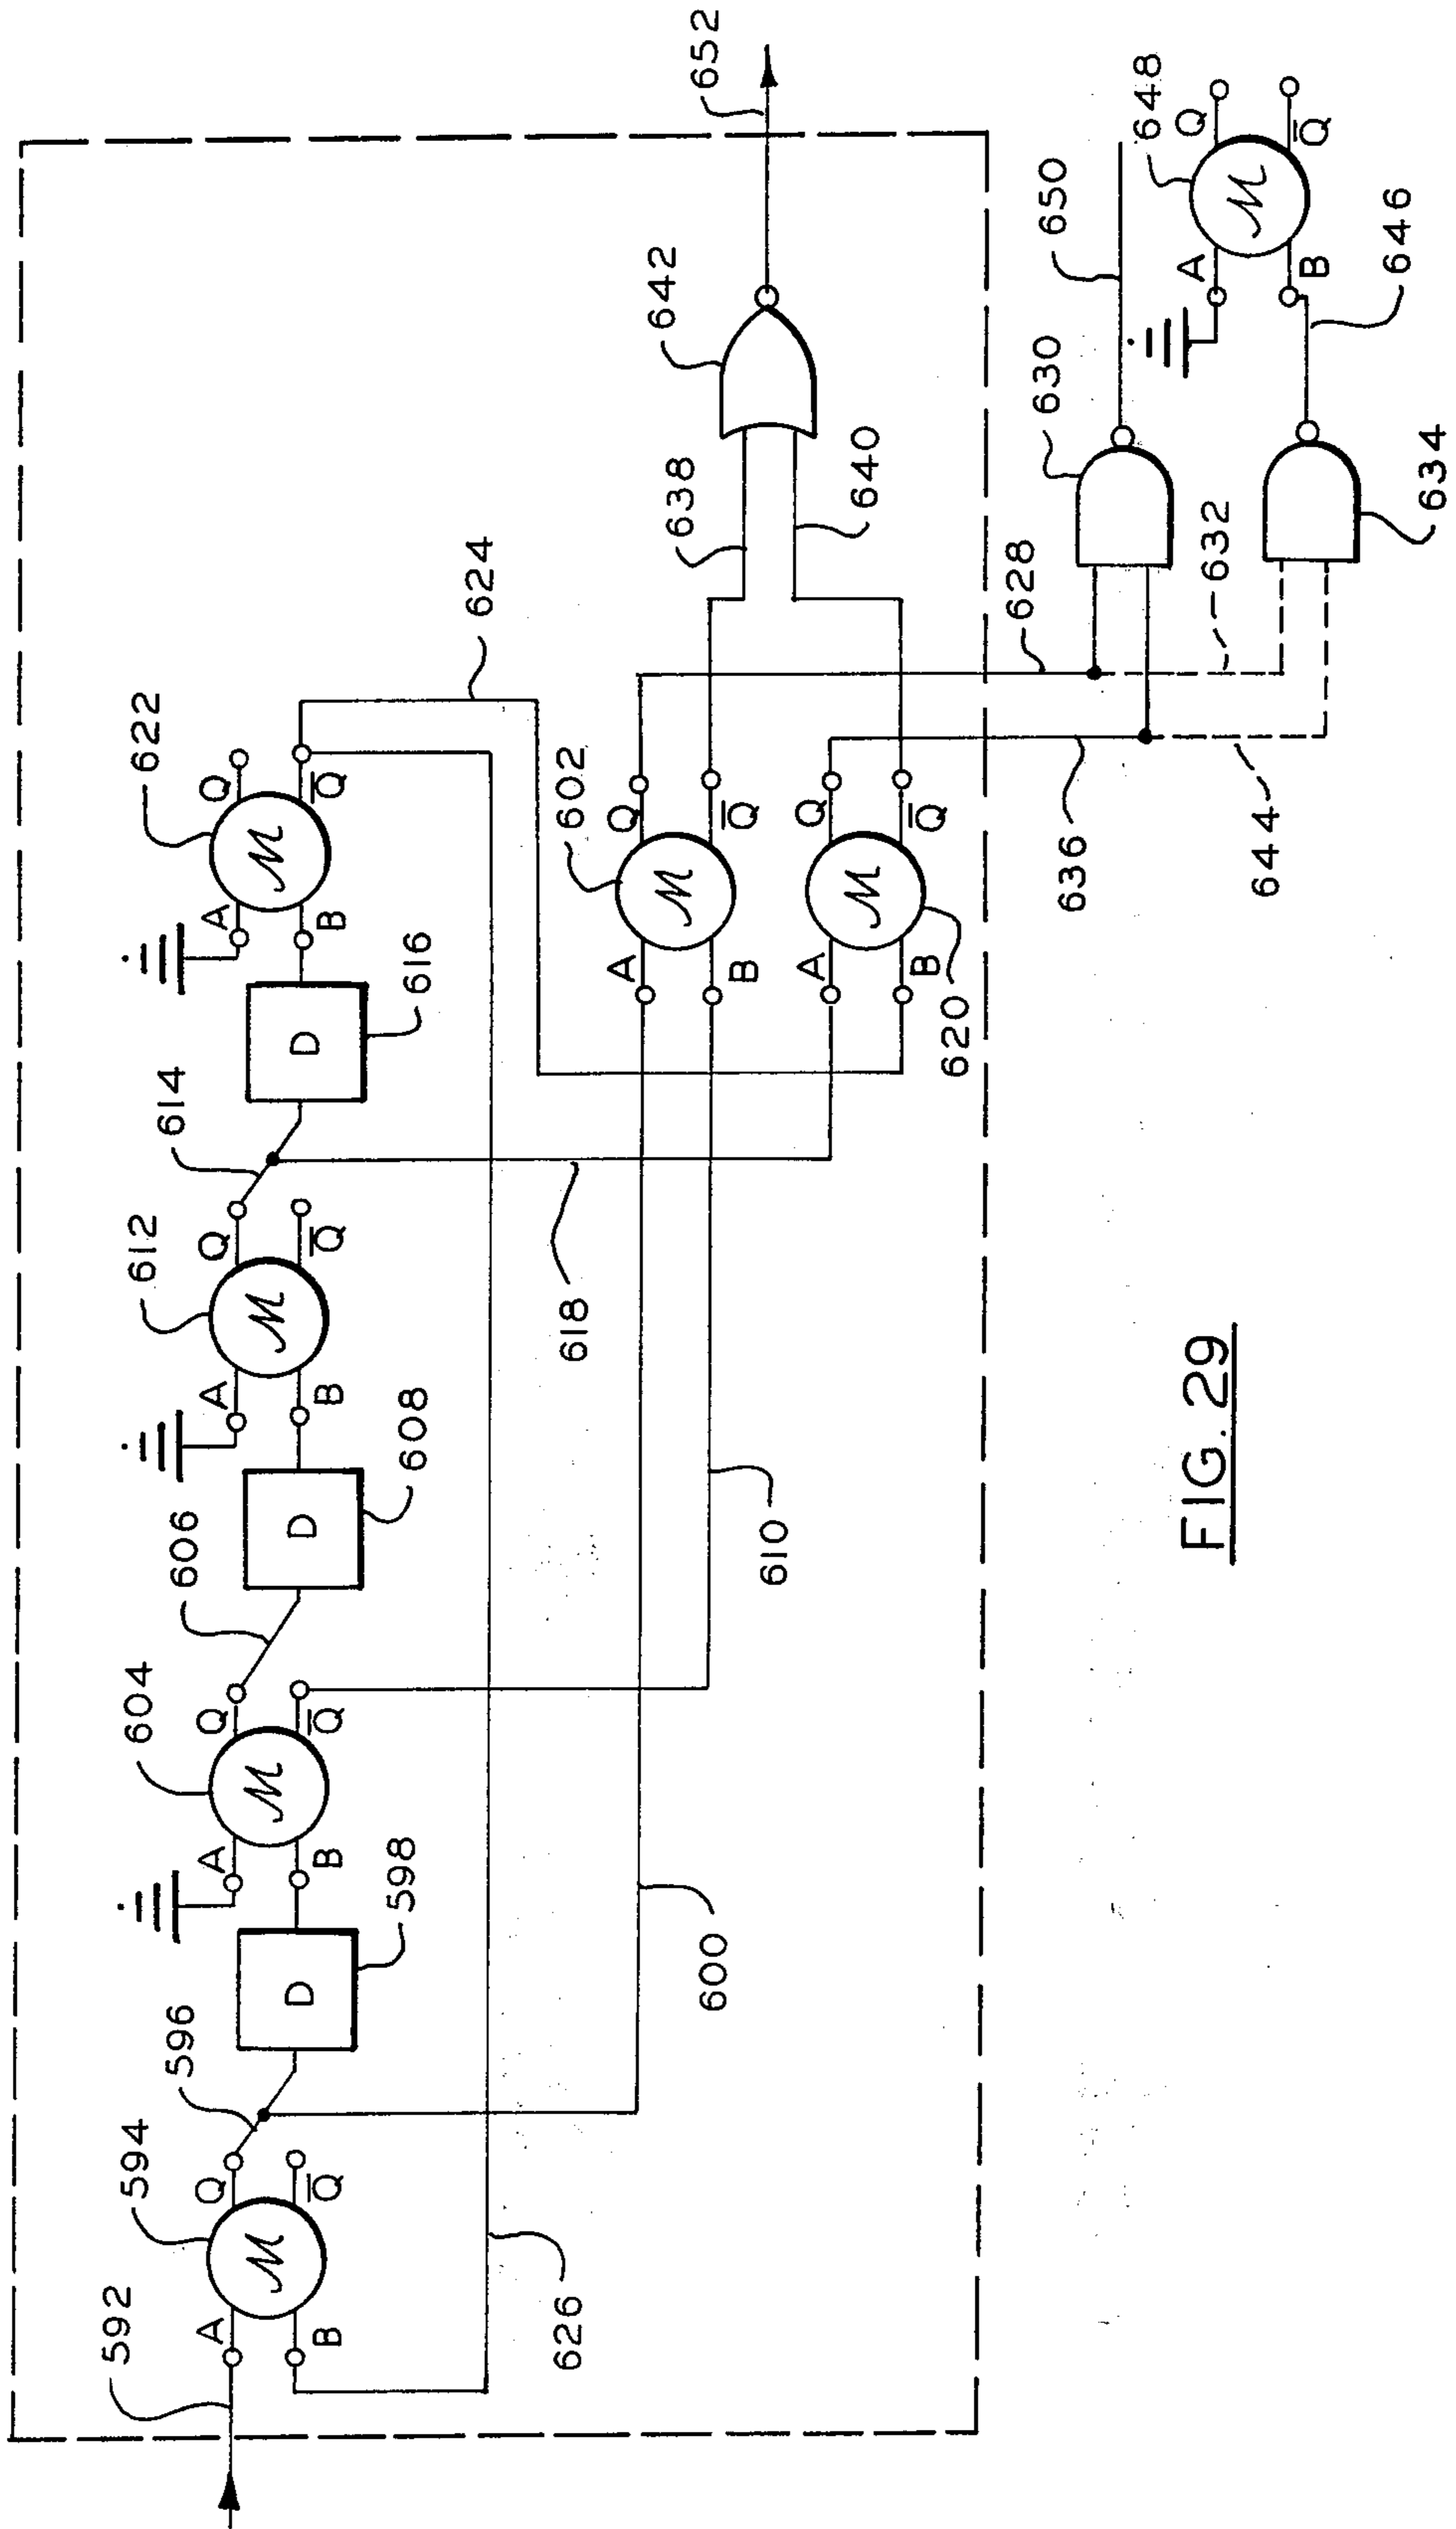 592
A
B
594
M
Q
Q̅
596
D
598
600
626
A
B
604
M
Q
Q̅
606
D
608
610
A
B
612
M
Q
Q̅
614
D
616
618
A
B
622
M
Q
Q̅
624
A
B
602
M
Q
Q̅
A
B
620
M
Q
Q̅
638
640
642
652
628
636
632
644
630
634
650
646
A
B
648
M
Q
Q̅
FIG. 29